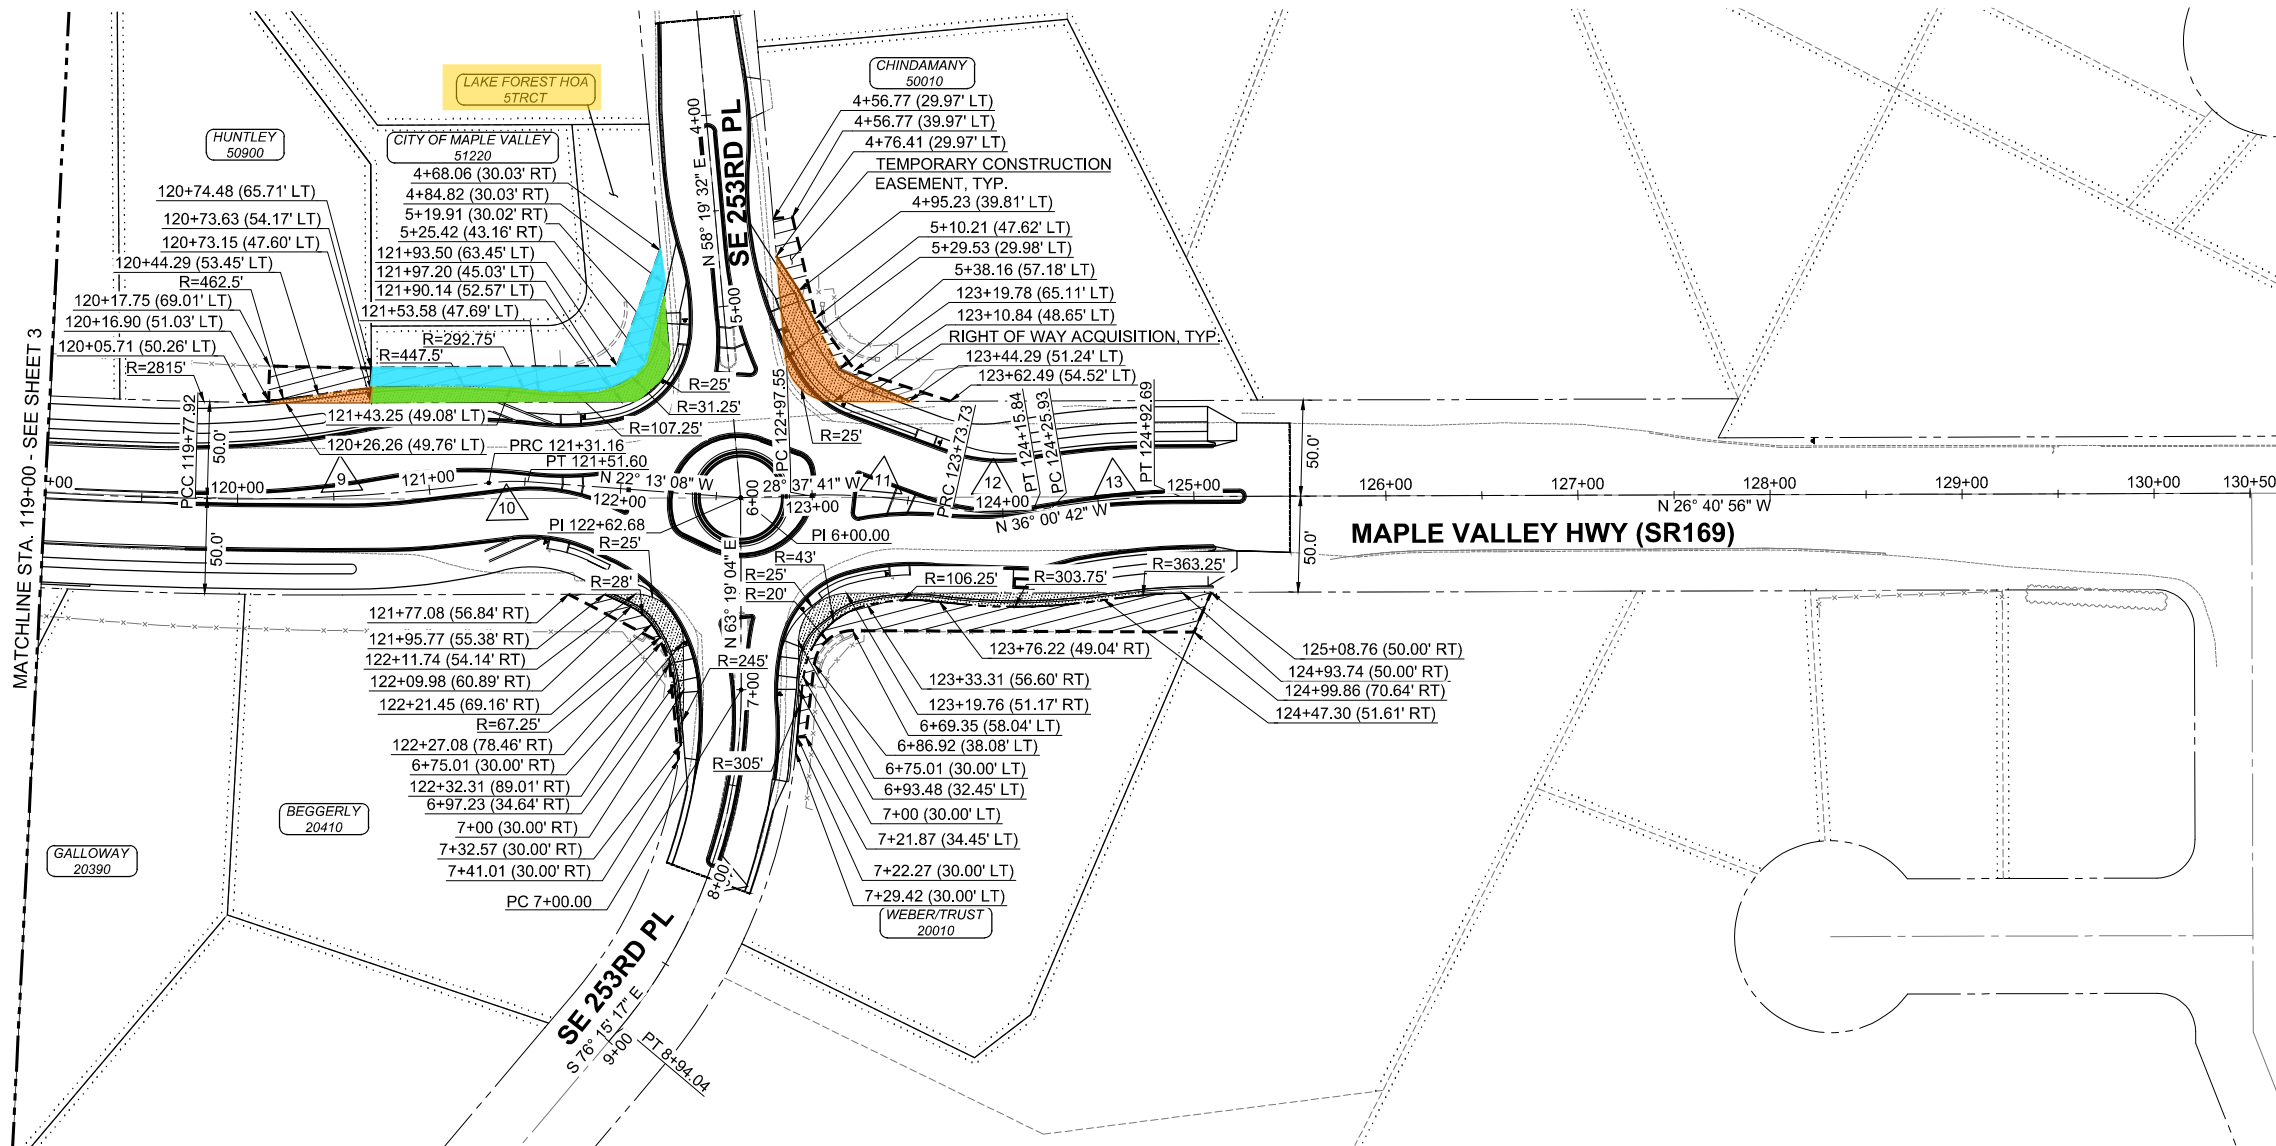 MATCHLINE STA. 119+00 - SEE SHEET 3
LAKE FOREST HOA
5TRCT
HUNTLEY
50900
CITY OF MAPLE VALLEY
51220
CHINDAMANY
50010
4+68.06 (30.03' RT)
4+84.82 (30.03' RT)
5+19.91 (30.02' RT)
5+25.42 (43.16' RT)
121+93.50 (63.45' LT)
121+97.20 (45.03' LT)
121+90.14 (52.57' LT)
121+53.58 (47.69' LT)
R=292.75'
R=447.5'
120+74.48 (65.71' LT)
120+73.63 (54.17' LT)
120+73.15 (47.60' LT)
120+44.29 (53.45' LT)
R=462.5'
120+17.75 (69.01' LT)
120+16.90 (51.03' LT)
120+05.71 (50.26' LT)
R=2815'
4+56.77 (29.97' LT)
4+56.77 (39.97' LT)
4+76.41 (29.97' LT)
TEMPORARY CONSTRUCTION
EASEMENT, TYP.
4+95.23 (39.81' LT)
5+10.21 (47.62' LT)
5+29.53 (29.98' LT)
5+38.16 (57.18' LT)
123+19.78 (65.11' LT)
123+10.84 (48.65' LT)
RIGHT OF WAY ACQUISITION, TYP.
123+44.29 (51.24' LT)
123+62.49 (54.52' LT)
4+00
N 58° 19' 32" E
SE 253RD PL
5+00
R=25'
R=31.25'
R=107.25'
R=25'
121+43.25 (49.08' LT)
120+26.26 (49.76' LT)
PRC 121+31.16
PT 121+51.60
PCC 119+77.92
50.0'
50.0'
PC 122+97.55
PRC 123+73.73
PT 124+15.84
PC 124+25.93
PT 124+92.69
50.0'
50.0'
+00
120+00
9
121+00
10
N 22° 13' 08" W
122+00
6+00
28° 37' 41" W
123+00
11
12
124+00
13
125+00
126+00
127+00
128+00
129+00
130+00
130+50
N 36° 00' 42" W
N 26° 40' 56" W
MAPLE VALLEY HWY (SR169)
PI 122+62.68
PI 6+00.00
R=25'
R=28'
R=43'
R=25'
R=20'
R=106.25'
E
R=303.75'
R=363.25'
N 63° 19' 04" E
121+77.08 (56.84' RT)
121+95.77 (55.38' RT)
122+11.74 (54.14' RT)
122+09.98 (60.89' RT)
122+21.45 (69.16' RT)
R=67.25'
122+27.08 (78.46' RT)
6+75.01 (30.00' RT)
122+32.31 (89.01' RT)
6+97.23 (34.64' RT)
7+00 (30.00' RT)
7+32.57 (30.00' RT)
7+41.01 (30.00' RT)
PC 7+00.00
R=245'
7+00
R=305'
8+00
123+76.22 (49.04' RT)
123+33.31 (56.60' RT)
123+19.76 (51.17' RT)
6+69.35 (58.04' LT)
6+86.92 (38.08' LT)
6+75.01 (30.00' LT)
6+93.48 (32.45' LT)
7+00 (30.00' LT)
7+21.87 (34.45' LT)
7+22.27 (30.00' LT)
7+29.42 (30.00' LT)
125+08.76 (50.00' RT)
124+93.74 (50.00' RT)
124+99.86 (70.64' RT)
124+47.30 (51.61' RT)
WEBER/TRUST
20010
BEGGERLY
20410
GALLOWAY
20390
SE 253RD PL
S 76° 15' 17" E
9+00
PT 8+94.04